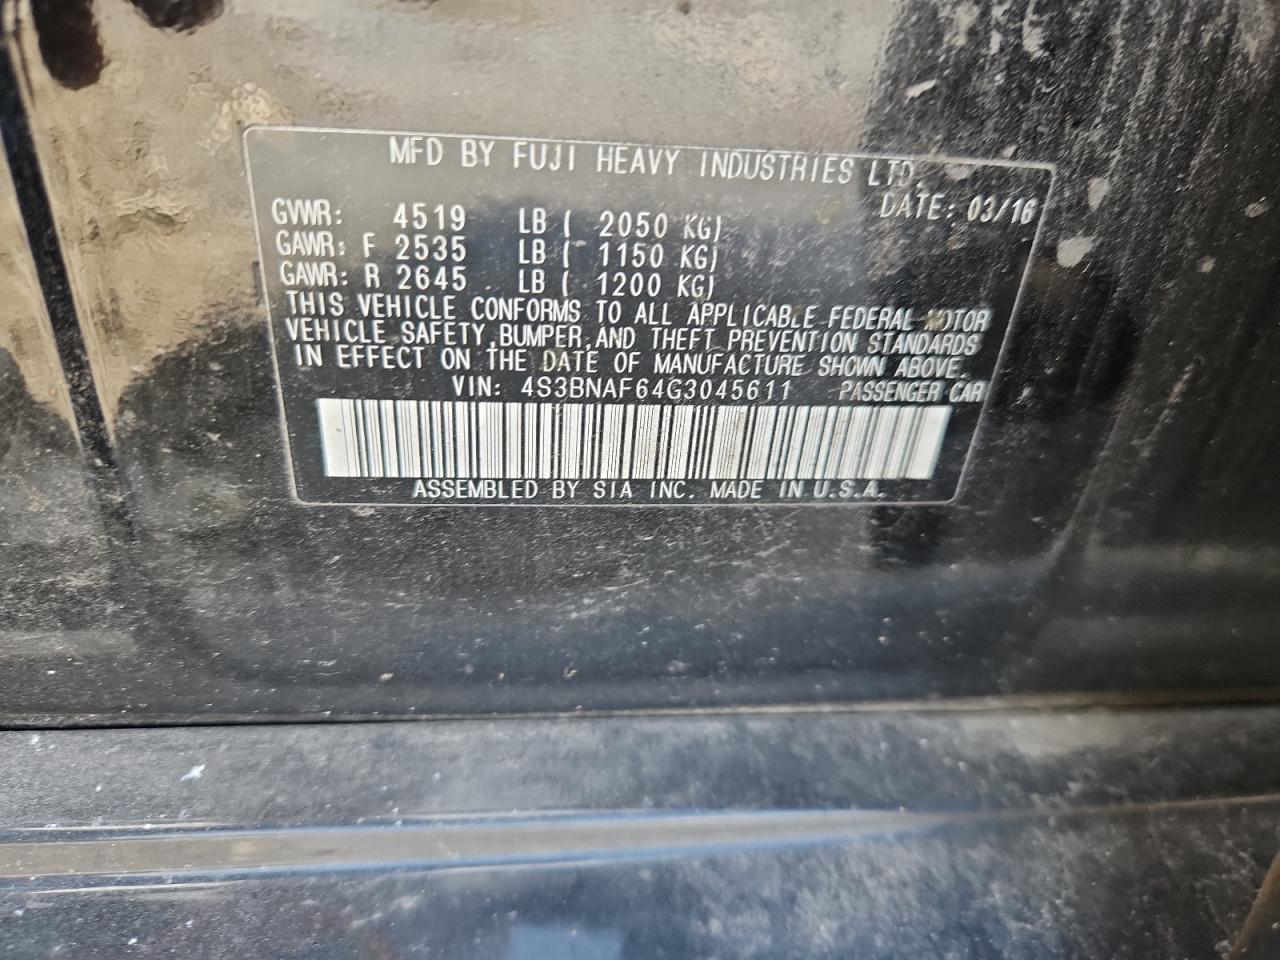 MFD BY FUJI HEAVY INDUSTRIES LTD.
DATE: 03/16
GVWR: 4519 LB ( 2050 KG)
GAWR: F 2535 LB ( 1150 KG)
GAWR: R 2645 LB ( 1200 KG)
THIS VEHICLE CONFORMS TO ALL APPLICABLE FEDERAL MOTOR
VEHICLE SAFETY, BUMPER, AND THEFT PREVENTION STANDARDS
IN EFFECT ON THE DATE OF MANUFACTURE SHOWN ABOVE.
VIN: 4S3BNAF64G3045611 PASSENGER CAR
ASSEMBLED BY SIA INC. MADE IN U.S.A.